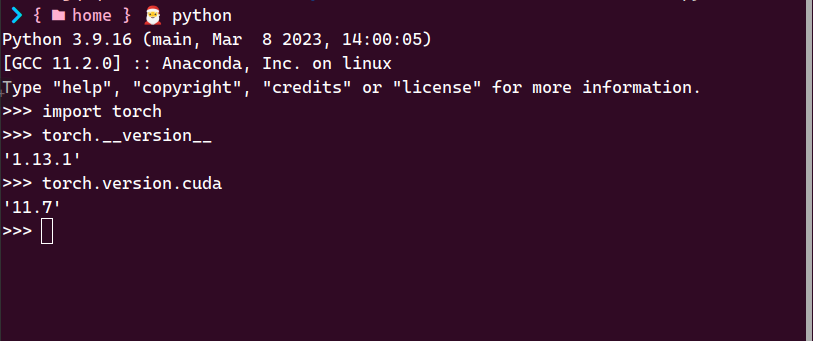 { home } python
Python 3.9.16 (main, Mar  8 2023, 14:00:05)
[GCC 11.2.0] :: Anaconda, Inc. on linux
Type "help", "copyright", "credits" or "license" for more information.
>>> import torch
>>> torch.__version__
'1.13.1'
>>> torch.version.cuda
'11.7'
>>>